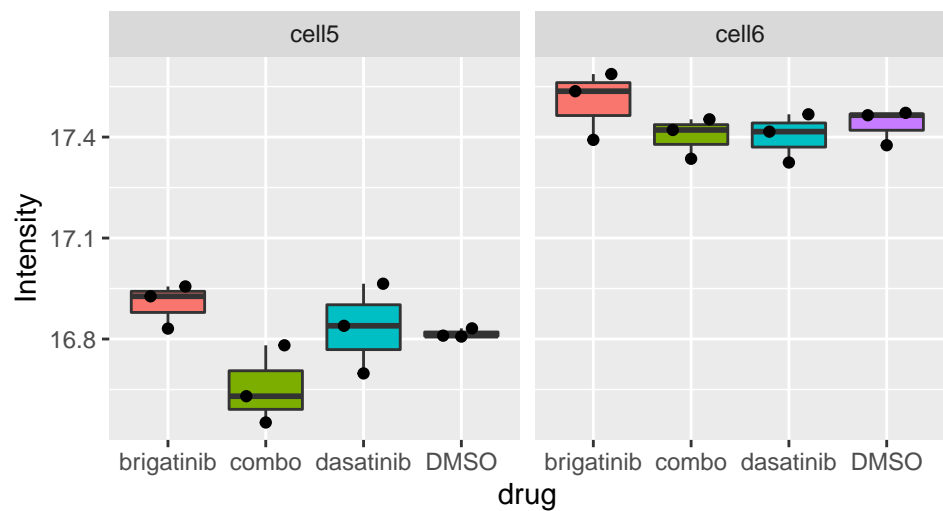 cell5 cell6
Intensity
17.4
17.1
16.8
brigatinib combo dasatinib DMSO brigatinib combo dasatinib DMSO
drug